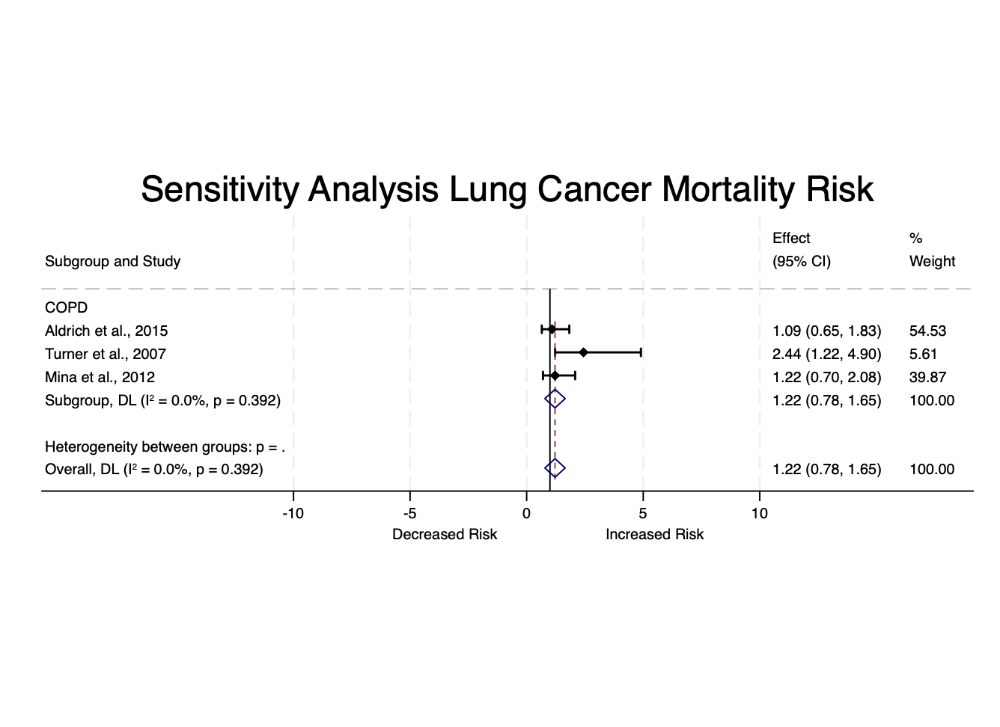 Sensitivity Analysis Lung Cancer Mortality Risk
Effect %
Subgroup and Study (95% CI) Weight
COPD
Aldrich et al., 2015 1.09 (0.65, 1.83) 54.53
Turner et al., 2007 2.44 (1.22, 4.90) 5.61
Mina et al., 2012 1.22 (0.70, 2.08) 39.87
Subgroup, DL (I² = 0.0%, p = 0.392) 1.22 (0.78, 1.65) 100.00
Heterogeneity between groups: p = .
Overall, DL (I² = 0.0%, p = 0.392) 1.22 (0.78, 1.65) 100.00
-10 -5 0 5 10
Decreased Risk Increased Risk